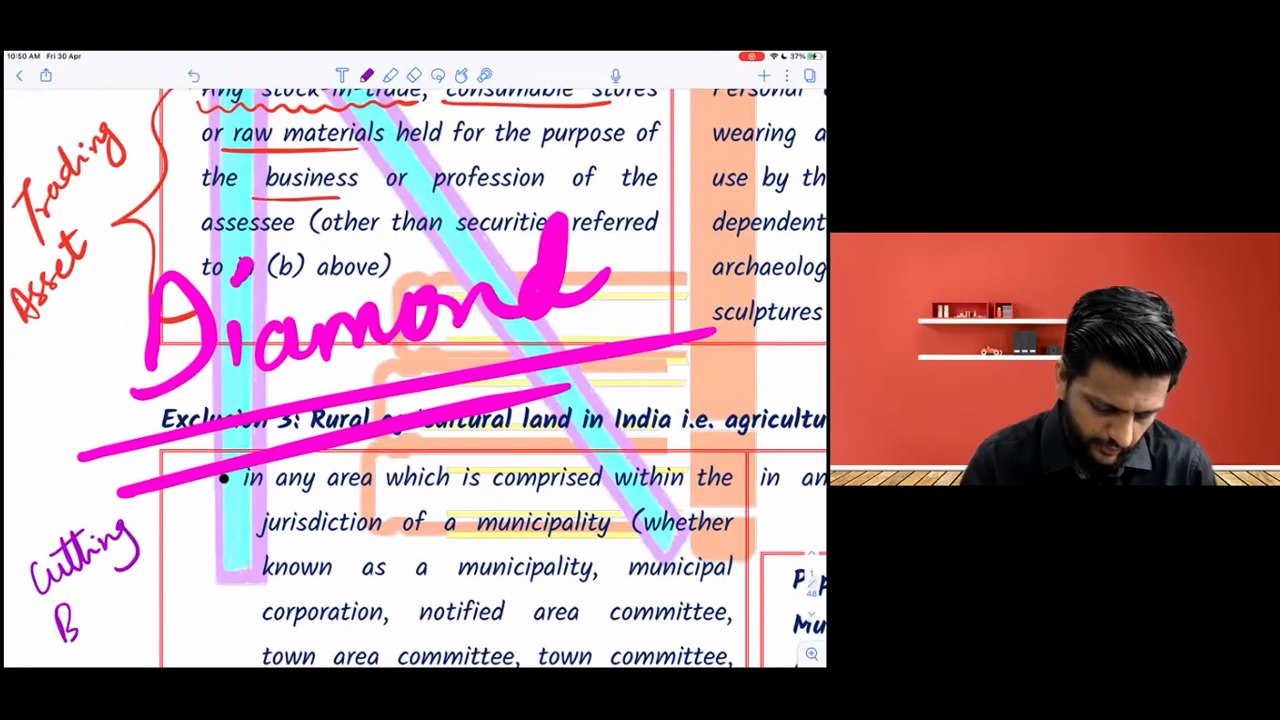 10:50 AM Fri 30 Apr
37%
Any stock-in-trade, consumable stores
or raw materials held for the purpose of
the business or profession of the
assessee (other than securities referred
to in (b) above)
Trading
Asset
Diamond
Personal
wearing a
use by th
dependent
archaeolog
sculptures
Exclusion 3: Rural agricultural land in India i.e. agricultu
• in any area which is comprised within the
jurisdiction of a municipality (whether
known as a municipality, municipal
corporation, notified area committee,
town area committee, town committee,
in an
Cutting
B
1
48